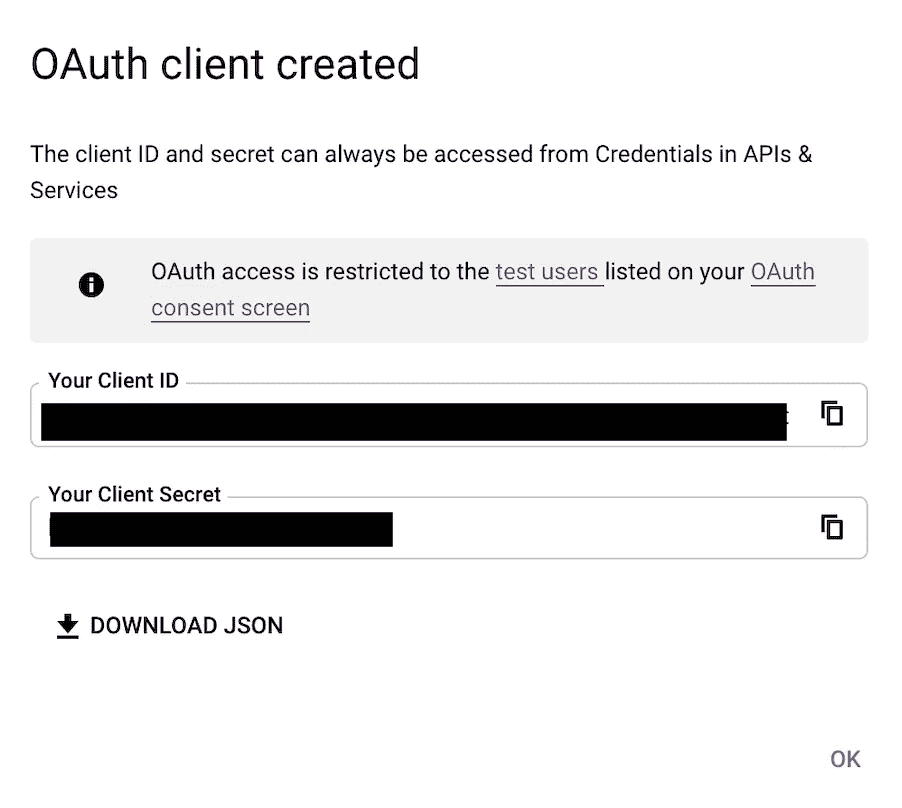 OAuth client created
The client ID and secret can always be accessed from Credentials in APIs &
Services
OAuth access is restricted to the test users listed on your OAuth
consent screen
Your Client ID
Your Client Secret
DOWNLOAD JSON
OK